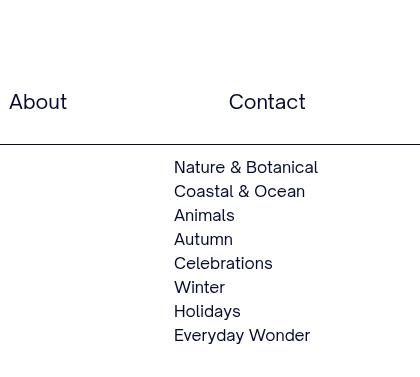 About Contact
Nature & Botanical
Coastal & Ocean
Animals
Autumn
Celebrations
Winter
Holidays
Everyday Wonder